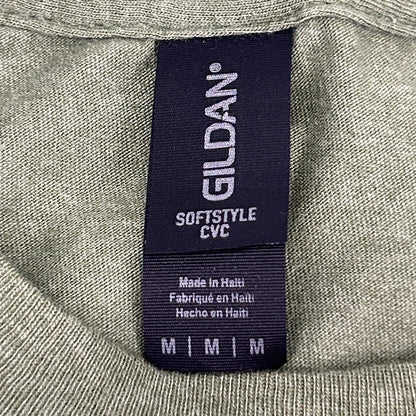 GILDAN®
SOFTSTYLE
CVC
Made in Haiti
Fabriqué en Haiti
Hecho en Haiti
M | M | M